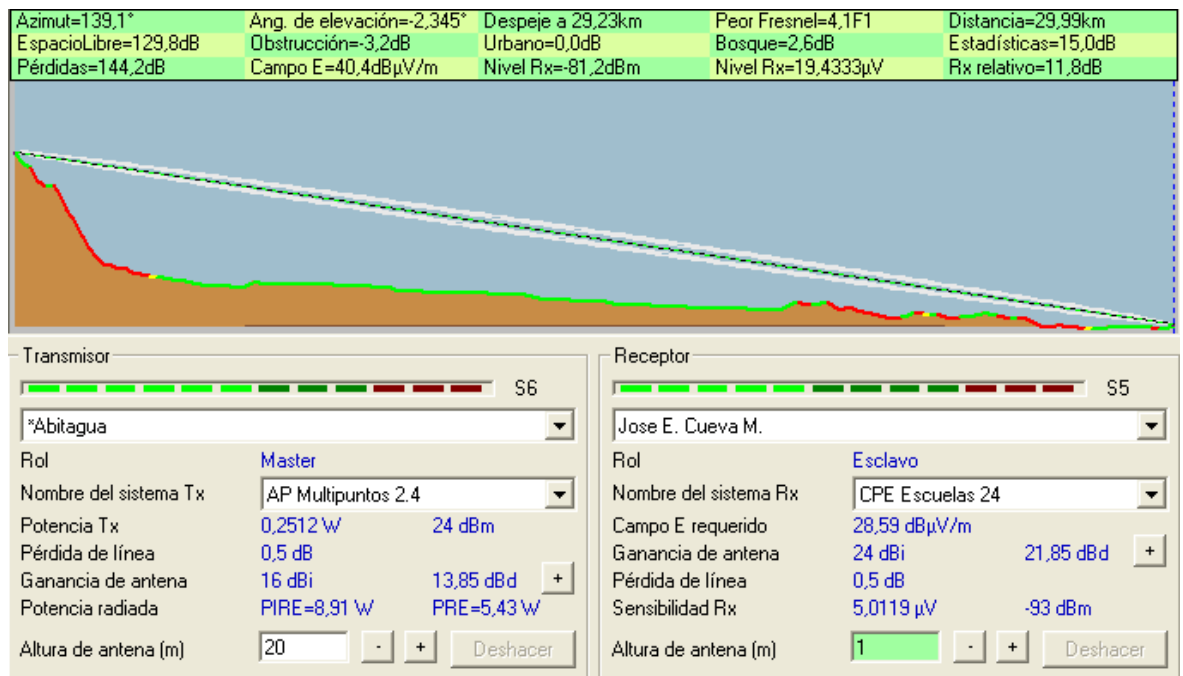 Azimut=139,1° Ang. de elevación=-2,345° Despeje a 29,23km Peor Fresnel=4,1F1 Distancia=29,99km
EspacioLibre=129,8dB Obstrucción=-3,2dB Urbano=0,0dB Bosque=2,6dB Estadísticas=15,0dB
Pérdidas=144,2dB Campo E=40,4dBµV/m Nivel Rx=-81,2dBm Nivel Rx=19,4333µV Rx relativo=11,8dB
Transmisor
S6
*Abitagua
Rol Master
Nombre del sistema Tx AP Multipuntos 2.4
Potencia Tx 0,2512 W 24 dBm
Pérdida de línea 0,5 dB
Ganancia de antena 16 dBi 13,85 dBd +
Potencia radiada PIRE=8,91 W PRE=5,43 W
Altura de antena (m) 20 - + Deshacer
Receptor
S5
Jose E. Cueva M.
Rol Esclavo
Nombre del sistema Rx CPE Escuelas 24
Campo E requerido 28,59 dBµV/m
Ganancia de antena 24 dBi 21,85 dBd +
Pérdida de línea 0,5 dB
Sensibilidad Rx 5,0119 µV -93 dBm
Altura de antena (m) 1 - + Deshacer